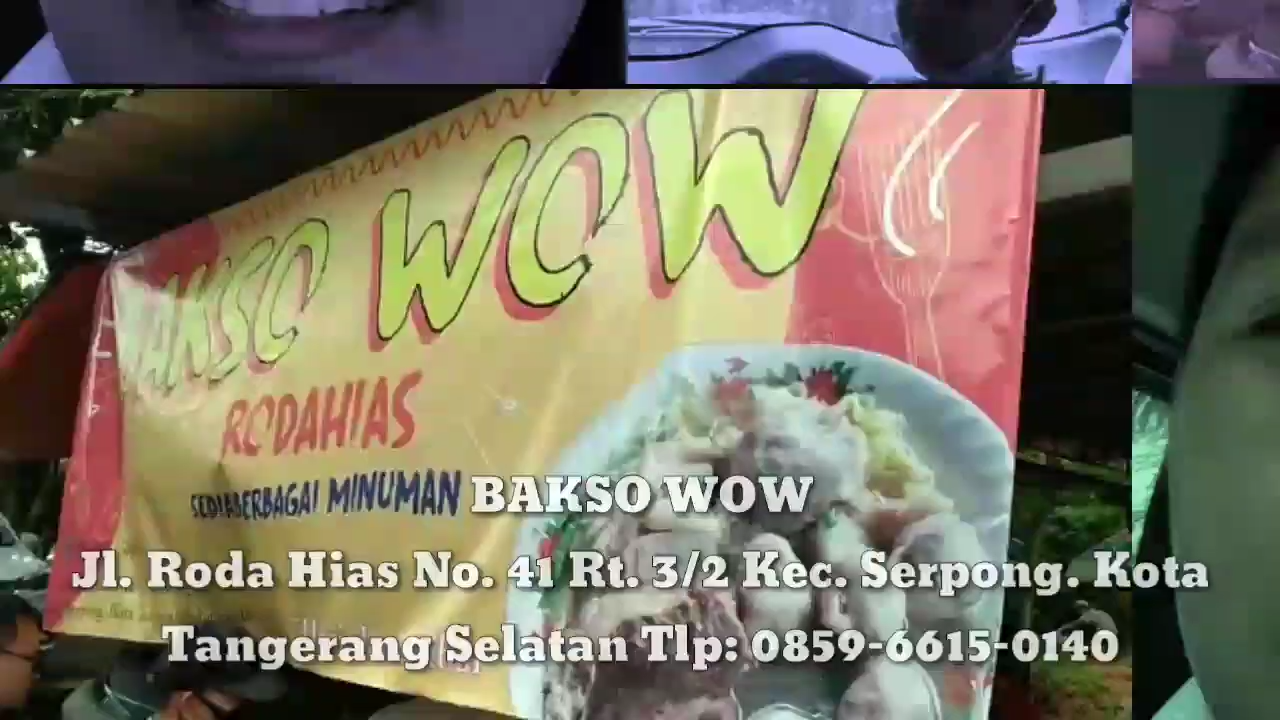 BAKSO WOW
RODAHIAS
SEDIA BERBAGAI MINUMAN
BAKSO WOW
Jl. Roda Hias No. 41 Rt. 3/2 Kec. Serpong. Kota
Tangerang Selatan Tlp: 0859-6615-0140